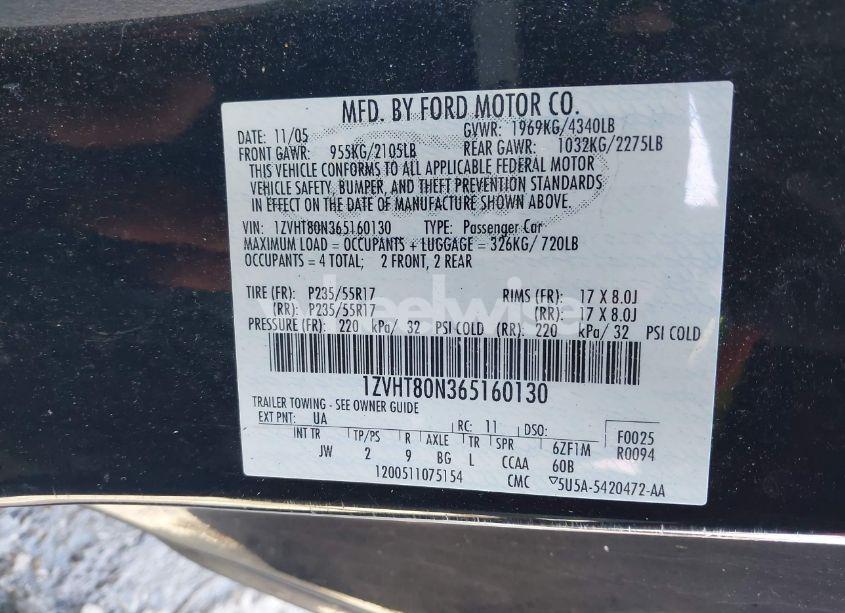 MFD. BY FORD MOTOR CO.
DATE: 11/05 GVWR: 1969KG/4340LB
FRONT GAWR: 955KG/2105LB REAR GAWR: 1032KG/2275LB
THIS VEHICLE CONFORMS TO ALL APPLICABLE FEDERAL MOTOR
VEHICLE SAFETY, BUMPER, AND THEFT PREVENTION STANDARDS
IN EFFECT ON THE DATE OF MANUFACTURE SHOWN ABOVE.
VIN: 1ZVHT80N365160130 TYPE: Passenger Car
MAXIMUM LOAD = OCCUPANTS + LUGGAGE = 326KG/ 720LB
OCCUPANTS = 4 TOTAL; 2 FRONT, 2 REAR
TIRE (FR): P235/55R17 RIMS (FR): 17 X 8.0J
(RR): P235/55R17 (RR): 17 X 8.0J
PRESSURE (FR): 220 kPa/ 32 PSI COLD (RR): 220 kPa/ 32 PSI COLD
wheelwise
1ZVHT80N365160130
TRAILER TOWING - SEE OWNER GUIDE
EXT PNT: UA RC: 11 DSO: F0025
INT TR TP/PS R AXLE TR SPR 6ZF1M R0094
JW 2 9 BG L CCAA 60B
1200511075154 CMC ▽5U5A-5420472-AA